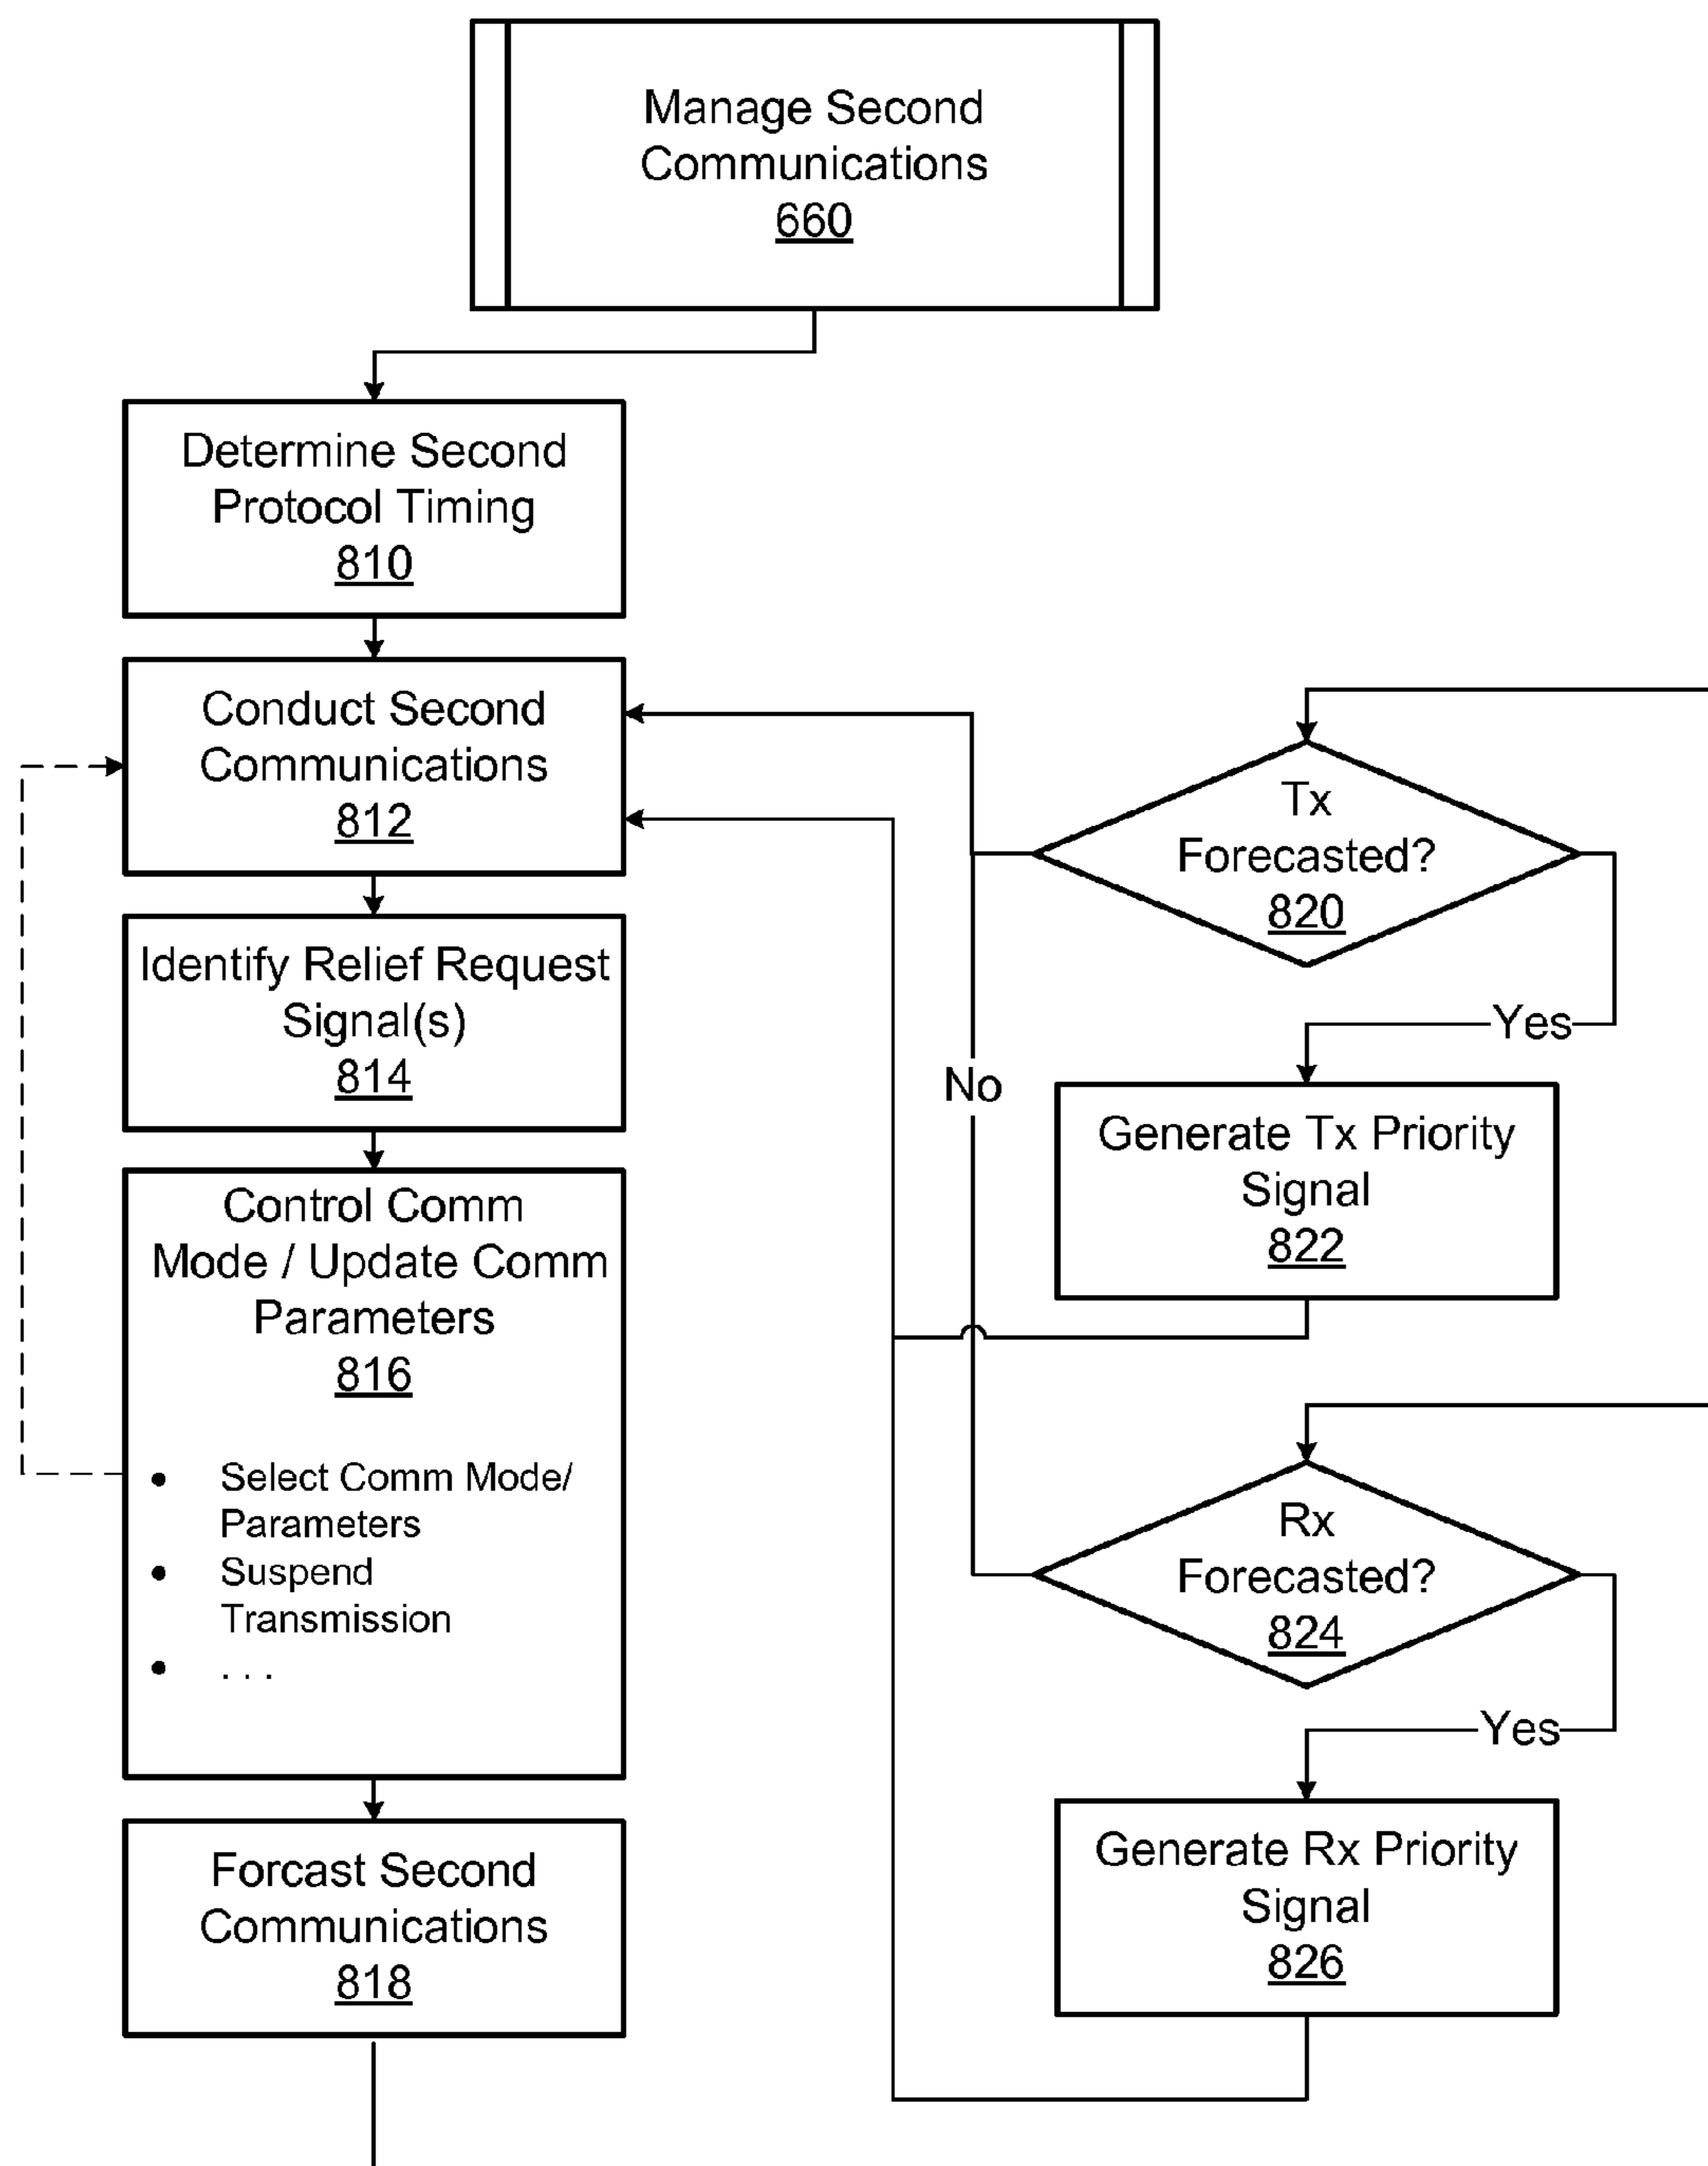 Manage Second
Communications
660
Determine Second
Protocol Timing
810
Conduct Second
Communications
812
Identify Relief Request
Signal(s)
814
Control Comm
Mode / Update Comm
Parameters
816
• Select Comm Mode/
Parameters
• Suspend
Transmission
• . . .
Forcast Second
Communications
818
Tx
Forecasted?
820
Yes
No
Generate Tx Priority
Signal
822
Rx
Forecasted?
824
Yes
Generate Rx Priority
Signal
826